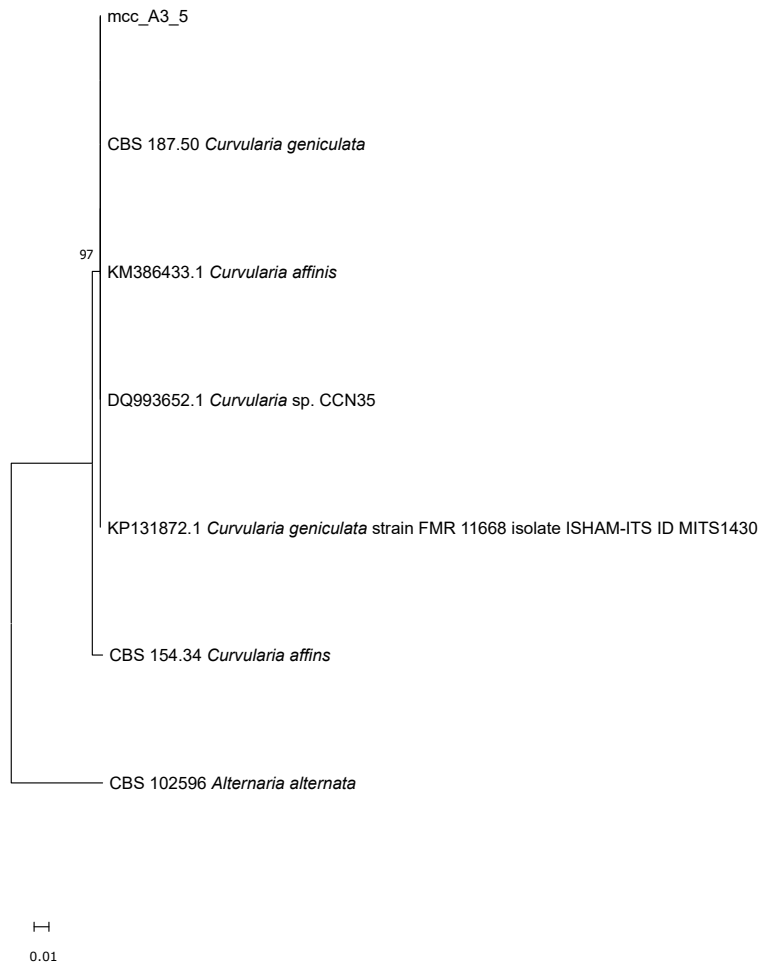 mcc_A3_5
CBS 187.50 Curvularia geniculata
97
KM386433.1 Curvularia affinis
DQ993652.1 Curvularia sp. CCN35
KP131872.1 Curvularia geniculata strain FMR 11668 isolate ISHAM-ITS ID MITS1430
CBS 154.34 Curvularia affins
CBS 102596 Alternaria alternata
0.01